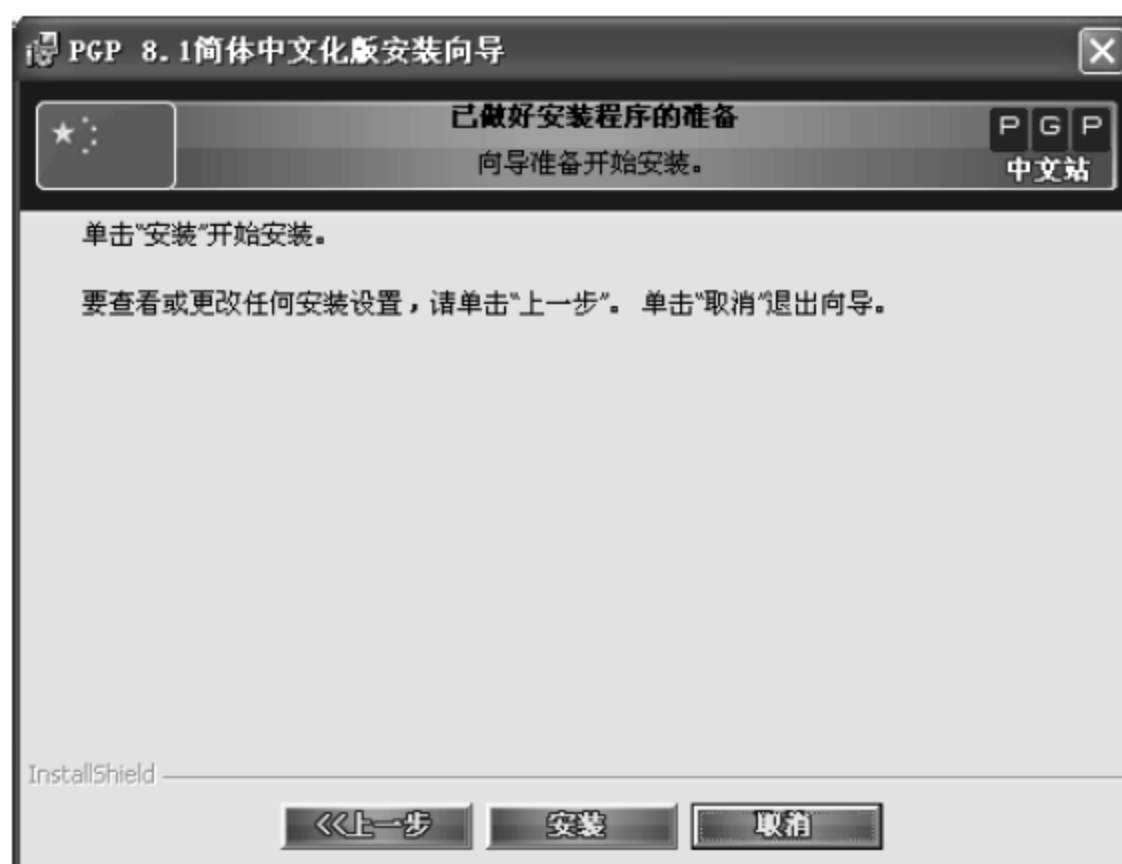 PGP 8.1简体中文化版安装向导
已做好安装程序的准备
向导准备开始安装。
PGP
中文站
单击"安装"开始安装。
要查看或更改任何安装设置，请单击"上一步"。 单击"取消"退出向导。
InstallShield
<<上一步 安装 取消